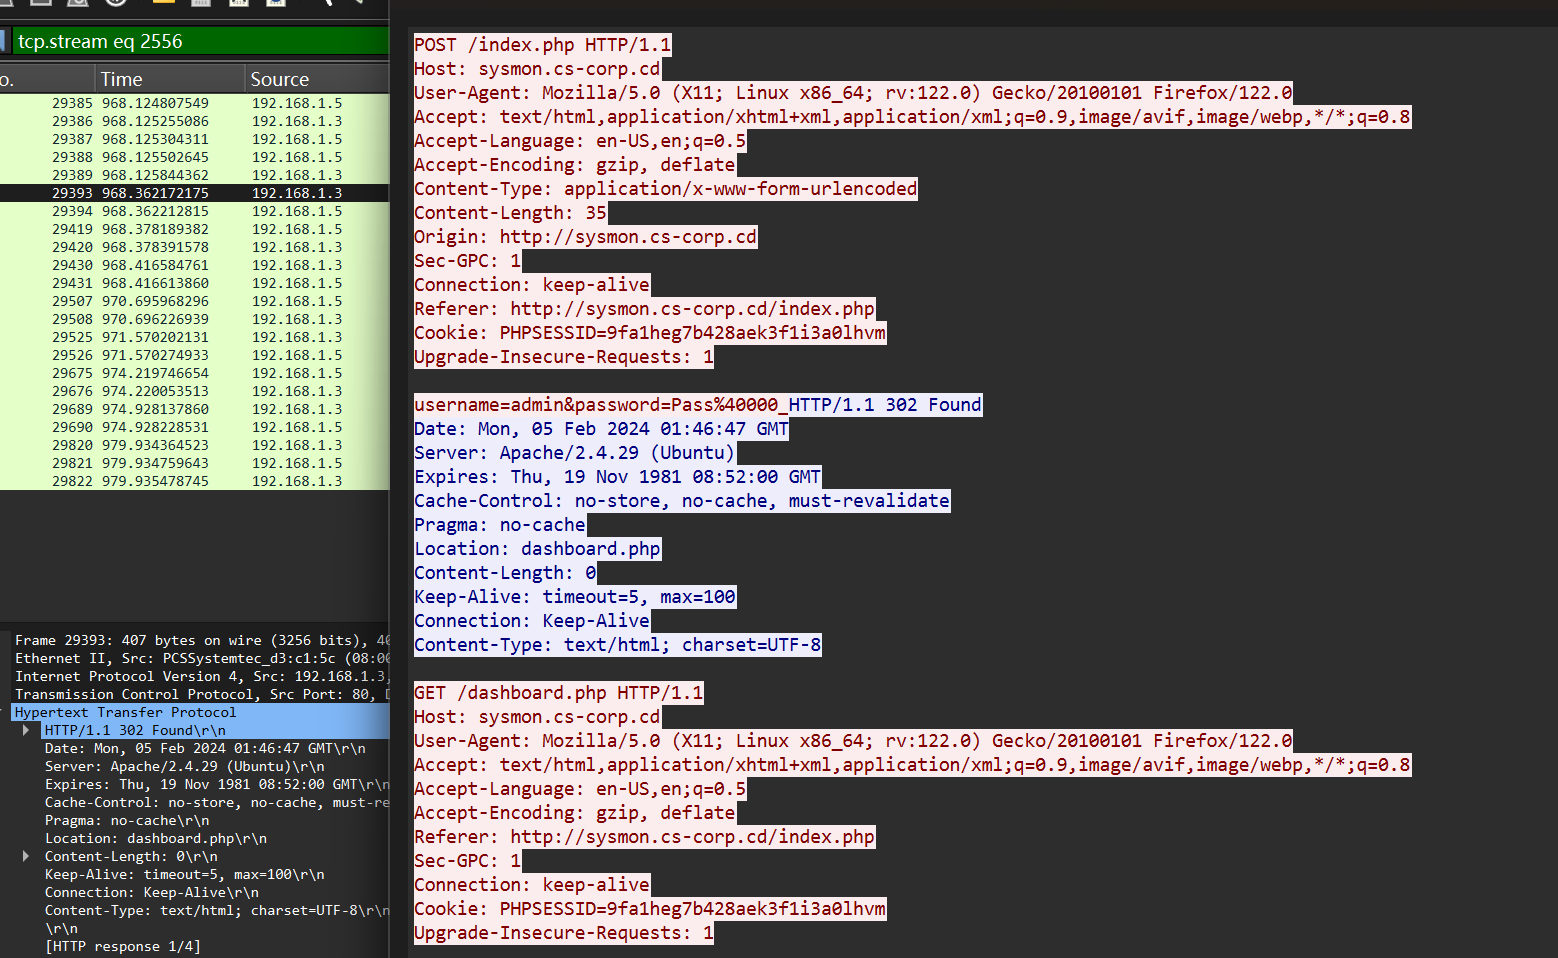 tcp.stream eq 2556
o. Time Source
29385 968.124807549 192.168.1.5
29386 968.125255086 192.168.1.3
29387 968.125304311 192.168.1.5
29388 968.125502645 192.168.1.5
29389 968.125844362 192.168.1.3
29393 968.362172175 192.168.1.3
29394 968.362212815 192.168.1.5
29419 968.378189382 192.168.1.5
29420 968.378391578 192.168.1.3
29430 968.416584761 192.168.1.3
29431 968.416613860 192.168.1.5
29507 970.695968296 192.168.1.5
29508 970.696226939 192.168.1.3
29525 971.570202131 192.168.1.3
29526 971.570274933 192.168.1.5
29675 974.219746654 192.168.1.5
29676 974.220053513 192.168.1.3
29689 974.928137860 192.168.1.3
29690 974.928228531 192.168.1.5
29820 979.934364523 192.168.1.3
29821 979.934759643 192.168.1.5
29822 979.935478745 192.168.1.3
Frame 29393: 407 bytes on wire (3256 bits), 40
Ethernet II, Src: PCSSystemtec_d3:c1:5c (08:00
Internet Protocol Version 4, Src: 192.168.1.3,
Transmission Control Protocol, Src Port: 80, D
Hypertext Transfer Protocol
HTTP/1.1 302 Found\r\n
Date: Mon, 05 Feb 2024 01:46:47 GMT\r\n
Server: Apache/2.4.29 (Ubuntu)\r\n
Expires: Thu, 19 Nov 1981 08:52:00 GMT\r\n
Cache-Control: no-store, no-cache, must-re
Pragma: no-cache\r\n
Location: dashboard.php\r\n
Content-Length: 0\r\n
Keep-Alive: timeout=5, max=100\r\n
Connection: Keep-Alive\r\n
Content-Type: text/html; charset=UTF-8\r\n
\r\n
[HTTP response 1/4]
POST /index.php HTTP/1.1
Host: sysmon.cs-corp.cd
User-Agent: Mozilla/5.0 (X11; Linux x86_64; rv:122.0) Gecko/20100101 Firefox/122.0
Accept: text/html,application/xhtml+xml,application/xml;q=0.9,image/avif,image/webp,*/*;q=0.8
Accept-Language: en-US,en;q=0.5
Accept-Encoding: gzip, deflate
Content-Type: application/x-www-form-urlencoded
Content-Length: 35
Origin: http://sysmon.cs-corp.cd
Sec-GPC: 1
Connection: keep-alive
Referer: http://sysmon.cs-corp.cd/index.php
Cookie: PHPSESSID=9fa1heg7b428aek3f1i3a0lhvm
Upgrade-Insecure-Requests: 1
username=admin&password=Pass%40000_HTTP/1.1 302 Found
Date: Mon, 05 Feb 2024 01:46:47 GMT
Server: Apache/2.4.29 (Ubuntu)
Expires: Thu, 19 Nov 1981 08:52:00 GMT
Cache-Control: no-store, no-cache, must-revalidate
Pragma: no-cache
Location: dashboard.php
Content-Length: 0
Keep-Alive: timeout=5, max=100
Connection: Keep-Alive
Content-Type: text/html; charset=UTF-8
GET /dashboard.php HTTP/1.1
Host: sysmon.cs-corp.cd
User-Agent: Mozilla/5.0 (X11; Linux x86_64; rv:122.0) Gecko/20100101 Firefox/122.0
Accept: text/html,application/xhtml+xml,application/xml;q=0.9,image/avif,image/webp,*/*;q=0.8
Accept-Language: en-US,en;q=0.5
Accept-Encoding: gzip, deflate
Referer: http://sysmon.cs-corp.cd/index.php
Sec-GPC: 1
Connection: keep-alive
Cookie: PHPSESSID=9fa1heg7b428aek3f1i3a0lhvm
Upgrade-Insecure-Requests: 1